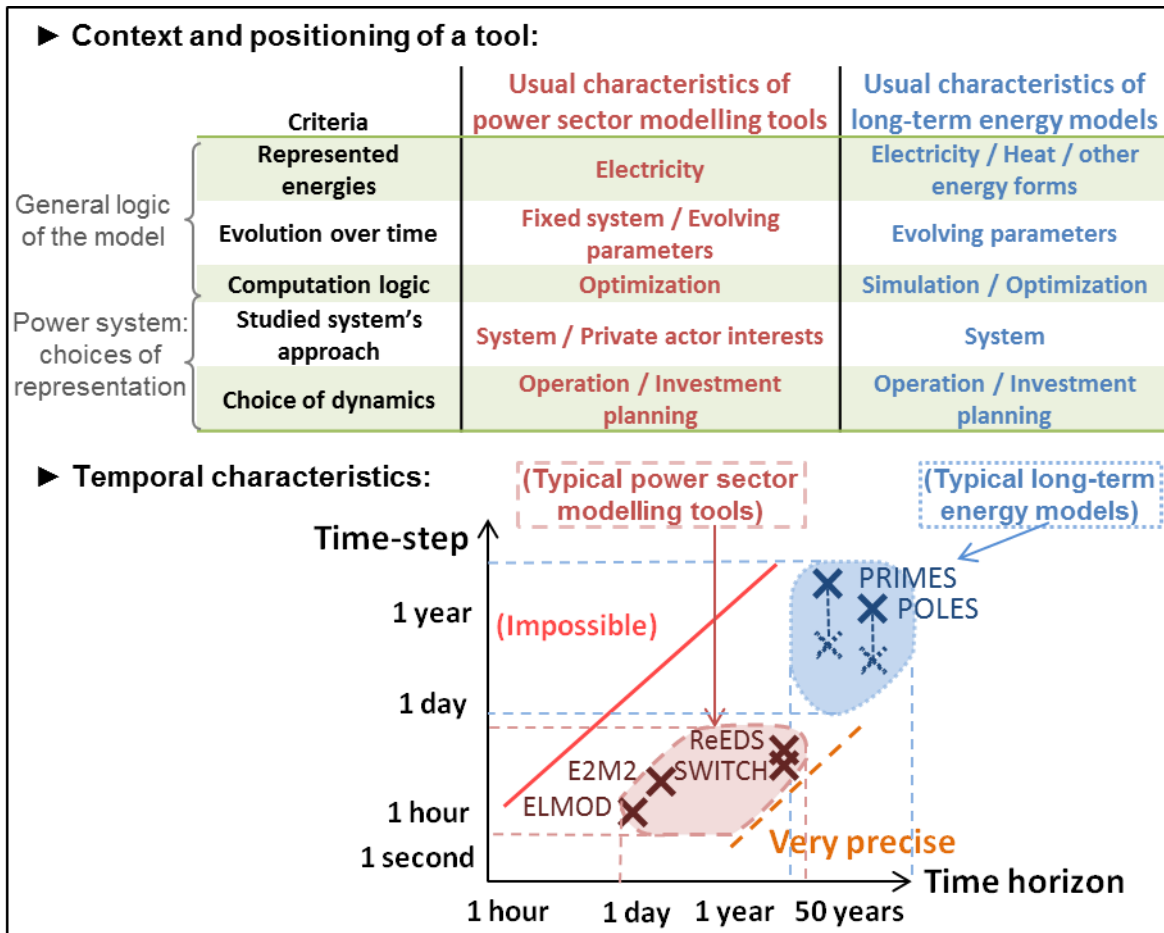 ► Context and positioning of a tool:
Criteria
Usual characteristics of
power sector modelling tools
Usual characteristics of
long-term energy models
General logic
of the model
Represented
energies
Electricity
Electricity / Heat / other
energy forms
Evolution over time
Fixed system / Evolving
parameters
Evolving parameters
Computation logic
Optimization
Simulation / Optimization
Power system:
choices of
representation
Studied system's
approach
System / Private actor interests
System
Choice of dynamics
Operation / Investment
planning
Operation / Investment
planning
► Temporal characteristics:
(Typical power sector
modelling tools)
(Typical long-term
energy models)
Time-step
PRIMES
POLES
1 year
(Impossible)
1 day
ReEDS
E2M2
SWITCH
ELMOD
1 hour
Very precise
1 second
Time horizon
1 hour
1 day
1 year
50 years